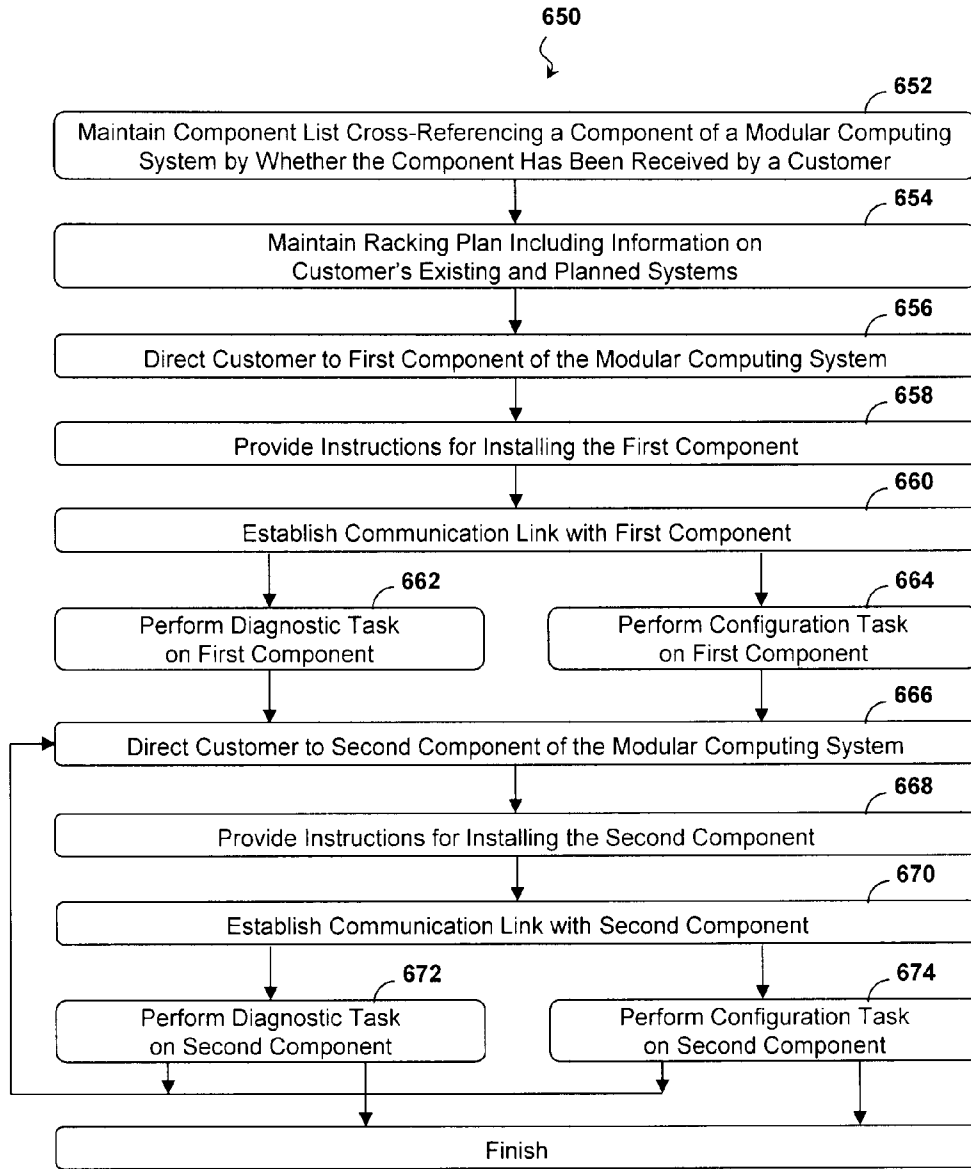 650
652
Maintain Component List Cross-Referencing a Component of a Modular Computing
System by Whether the Component Has Been Received by a Customer
654
Maintain Racking Plan Including Information on
Customer's Existing and Planned Systems
656
Direct Customer to First Component of the Modular Computing System
658
Provide Instructions for Installing the First Component
660
Establish Communication Link with First Component
662
664
Perform Diagnostic Task
on First Component
Perform Configuration Task
on First Component
666
Direct Customer to Second Component of the Modular Computing System
668
Provide Instructions for Installing the Second Component
670
Establish Communication Link with Second Component
672
674
Perform Diagnostic Task
on Second Component
Perform Configuration Task
on Second Component
Finish